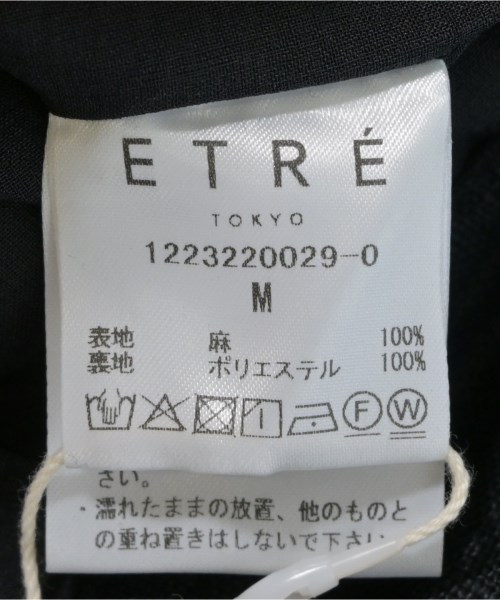 ETRÉ
TOKYO
1223220029-0
M
表地 麻 100%
裏地 ポリエステル 100%
F W
さい。
・濡れたままの放置、他のものと
の重ね置きはしないで下さい